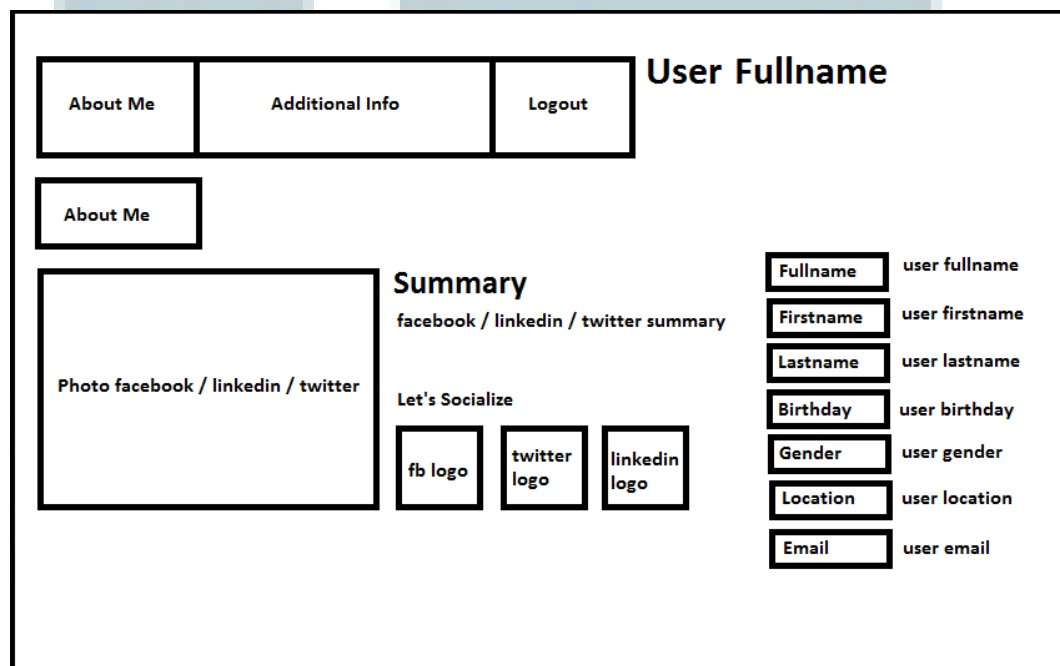 About Me
Additional Info
Logout
User Fullname
About Me
Photo facebook / linkedin / twitter
Summary
facebook / linkedin / twitter summary
Let's Socialize
fb logo
twitter
logo
linkedin
logo
Fullname
user fullname
Firstname
user firstname
Lastname
user lastname
Birthday
user birthday
Gender
user gender
Location
user location
Email
user email